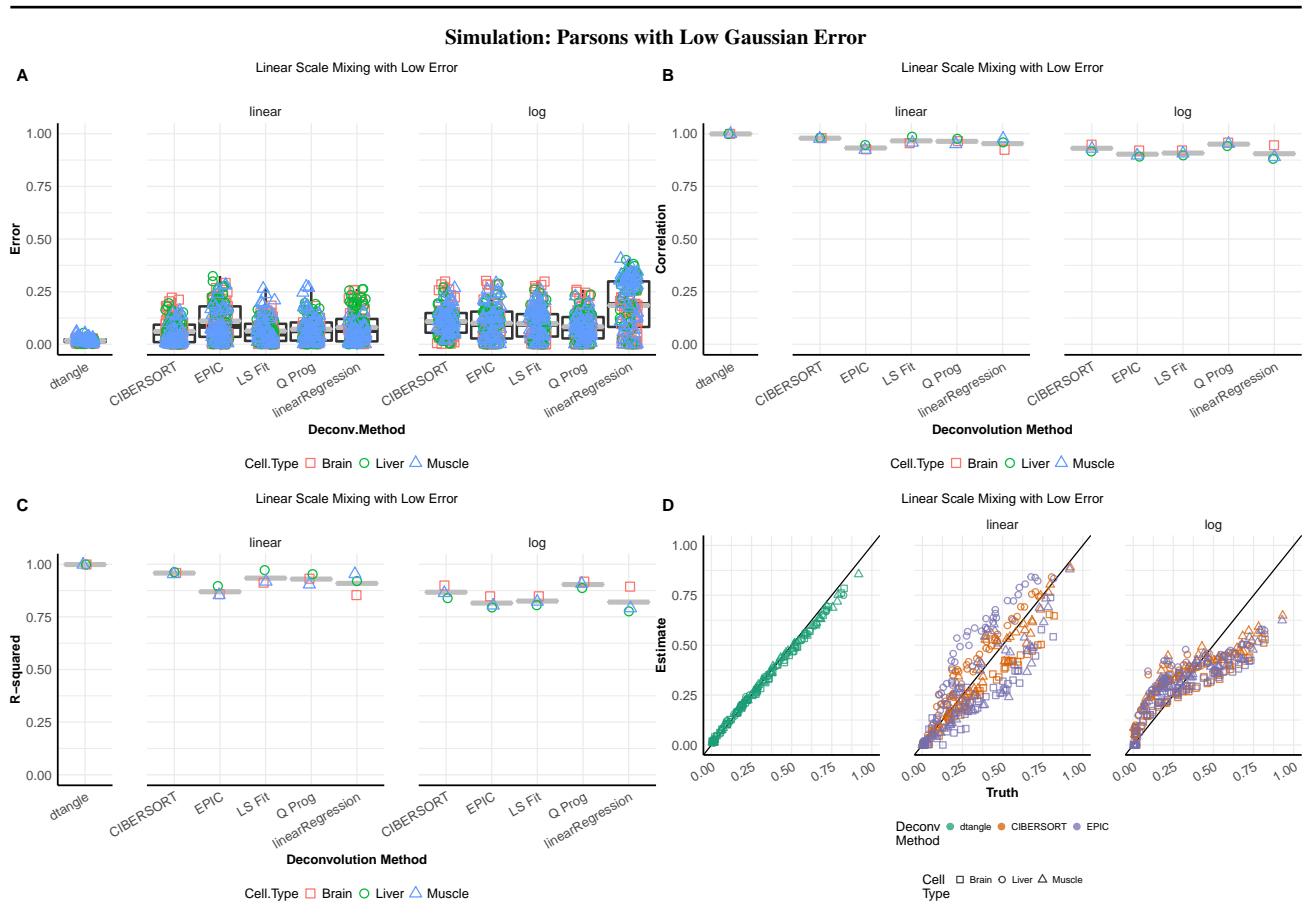 Simulation: Parsons with Low Gaussian Error
A
Linear Scale Mixing with Low Error
linear
log
Error
1.00
0.75
0.50
0.25
0.00
dtangle
CIBERSORT
EPIC
LS Fit
Q Prog
linearRegression
CIBERSORT
EPIC
LS Fit
Q Prog
linearRegression
Deconv.Method
Cell.Type Brain Liver Muscle
B
Linear Scale Mixing with Low Error
linear
log
Correlation
1.00
0.75
0.50
0.25
0.00
dtangle
CIBERSORT
EPIC
LS Fit
Q Prog
linearRegression
CIBERSORT
EPIC
LS Fit
Q Prog
linearRegression
Deconvolution Method
Cell.Type Brain Liver Muscle
C
Linear Scale Mixing with Low Error
linear
log
R−squared
1.00
0.75
0.50
0.25
0.00
dtangle
CIBERSORT
EPIC
LS Fit
Q Prog
linearRegression
CIBERSORT
EPIC
LS Fit
Q Prog
linearRegression
Deconvolution Method
Cell.Type Brain Liver Muscle
D
Linear Scale Mixing with Low Error
linear
log
Estimate
1.00
0.75
0.50
0.25
0.00
0.00 0.25 0.50 0.75 1.00
0.00 0.25 0.50 0.75 1.00
0.00 0.25 0.50 0.75 1.00
Truth
Deconv
Method
dtangle CIBERSORT EPIC
Cell
Type
Brain Liver Muscle